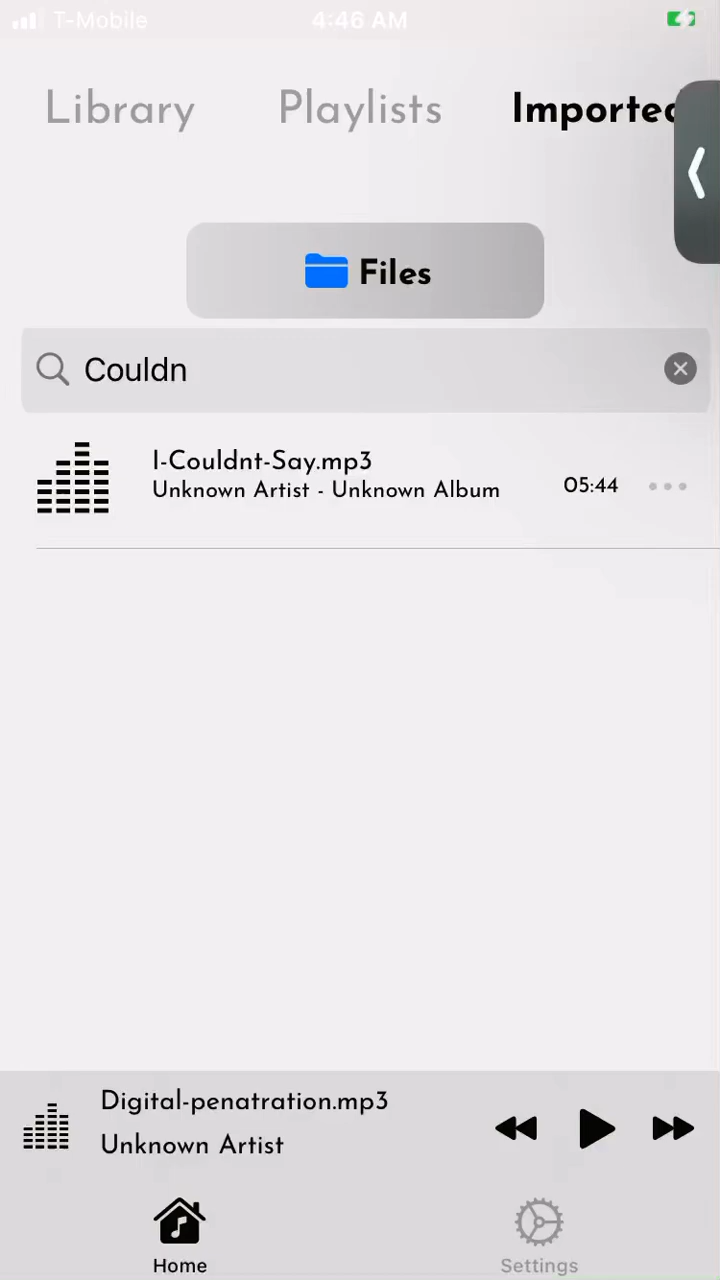 T-Mobile 4:46 AM
Library Playlists Imported
Files
Couldn
I-Couldnt-Say.mp3
Unknown Artist - Unknown Album
05:44
Digital-penatration.mp3
Unknown Artist
Home Settings